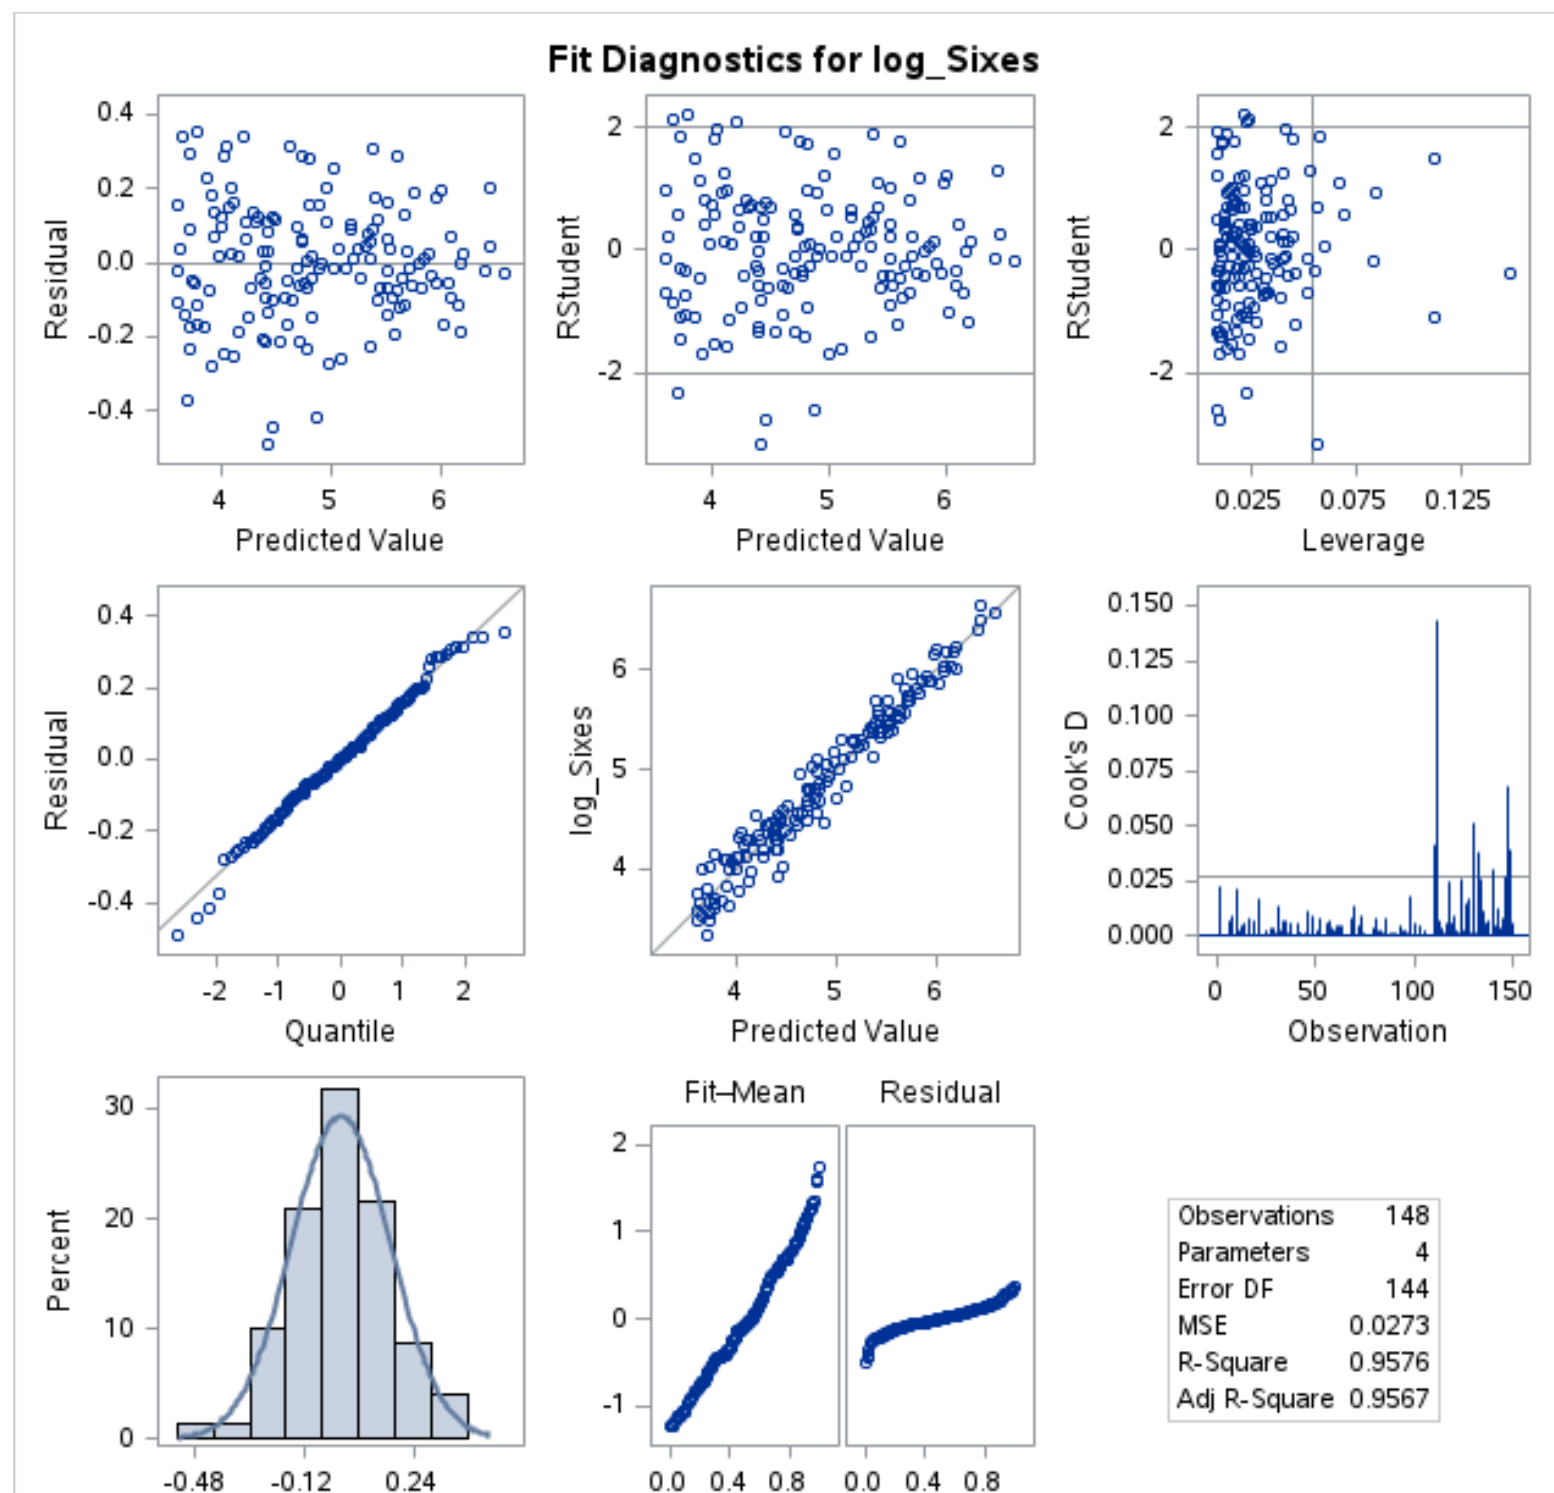 Fit Diagnostics for log_Sixes
0.4
0.2
0.0
-0.2
-0.4
Residual
4 5 6
Predicted Value
2
0
-2
RStudent
4 5 6
Predicted Value
2
0
-2
RStudent
0.025 0.075 0.125
Leverage
0.4
0.2
0.0
-0.2
-0.4
Residual
-2 -1 0 1 2
Quantile
6
5
4
log_Sixes
4 5 6
Predicted Value
0.150
0.125
0.100
0.075
0.050
0.025
0.000
Cook's D
0 50 100 150
Observation
30
20
10
0
Percent
-0.48 -0.12 0.24
Fit–Mean Residual
2
1
0
-1
0.0 0.4 0.8 0.0 0.4 0.8
Observations 148
Parameters 4
Error DF 144
MSE 0.0273
R-Square 0.9576
Adj R-Square 0.9567